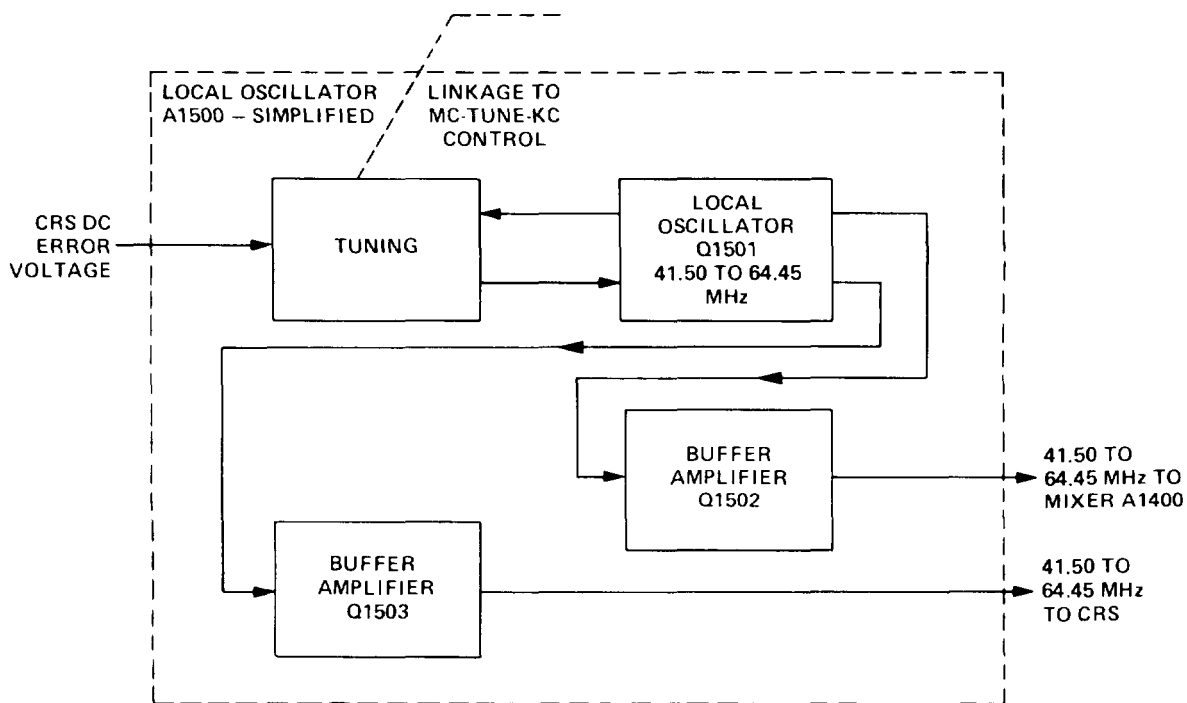 LOCAL OSCILLATOR
A1500 – SIMPLIFIED
LINKAGE TO
MC-TUNE-KC
CONTROL
CRS DC
ERROR
VOLTAGE
TUNING
LOCAL
OSCILLATOR
Q1501
41.50 TO 64.45
MHz
BUFFER
AMPLIFIER
Q1502
41.50 TO
64.45 MHz TO
MIXER A1400
BUFFER
AMPLIFIER
Q1503
41.50 TO
64.45 MHz
TO CRS